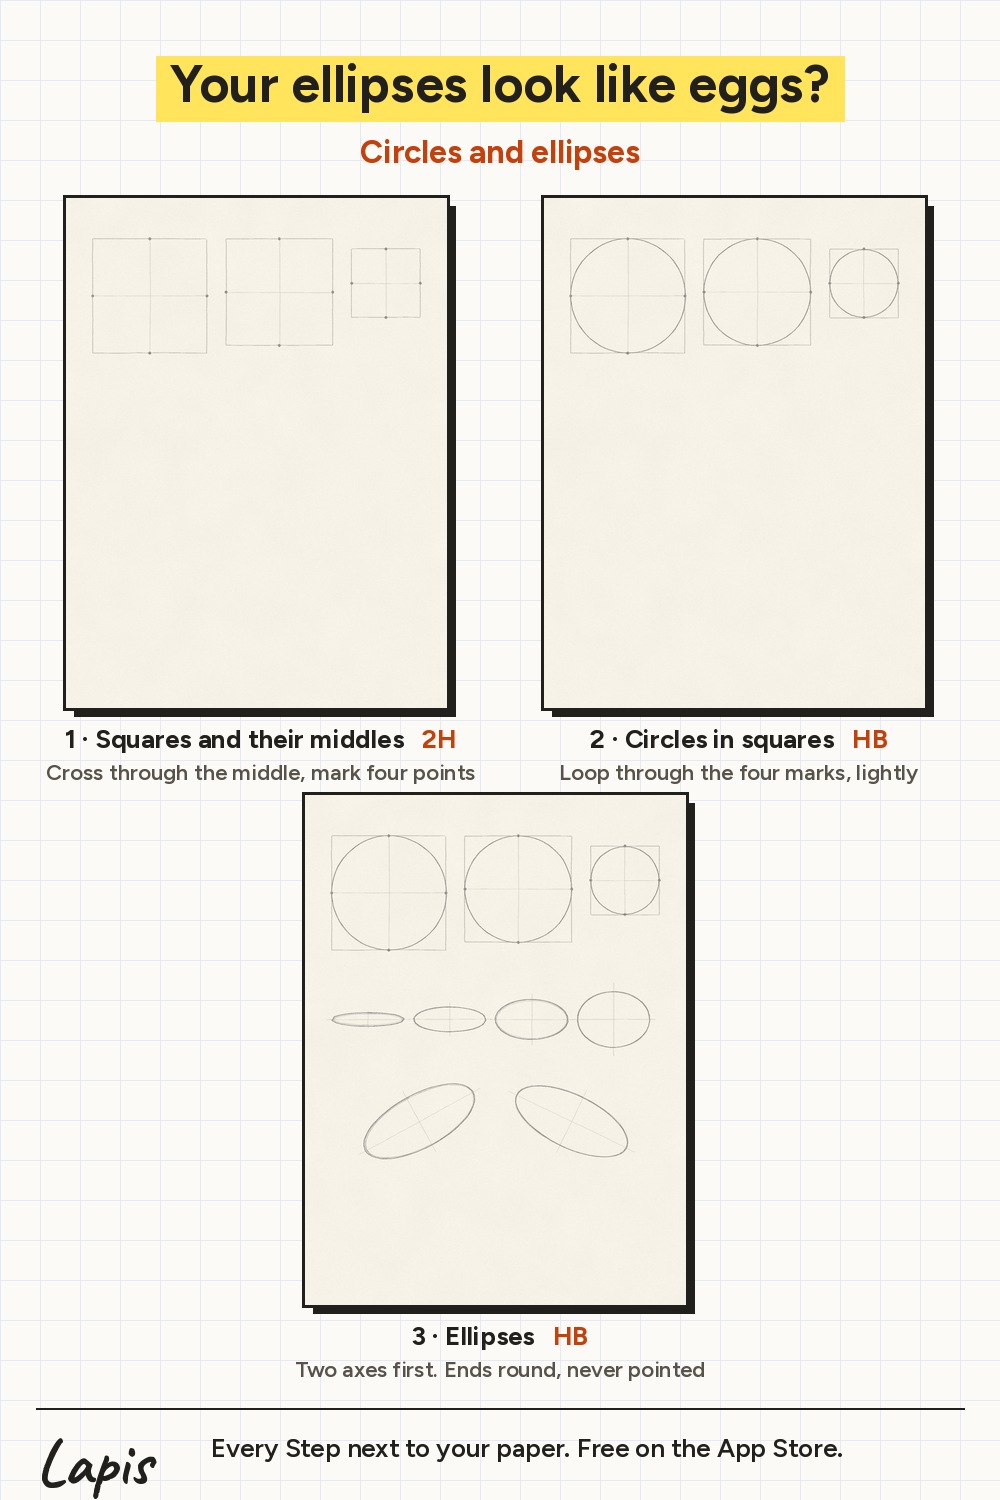 Your ellipses look like eggs?
Circles and ellipses
1 · Squares and their middles 2H
Cross through the middle, mark four points
2 · Circles in squares HB
Loop through the four marks, lightly
3 · Ellipses HB
Two axes first. Ends round, never pointed
Lapis
Every Step next to your paper. Free on the App Store.